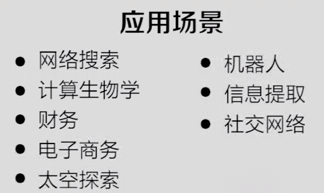 应用场景
● 网络搜索
● 计算生物学
● 财务
● 电子商务
● 太空探索
● 机器人
● 信息提取
● 社交网络